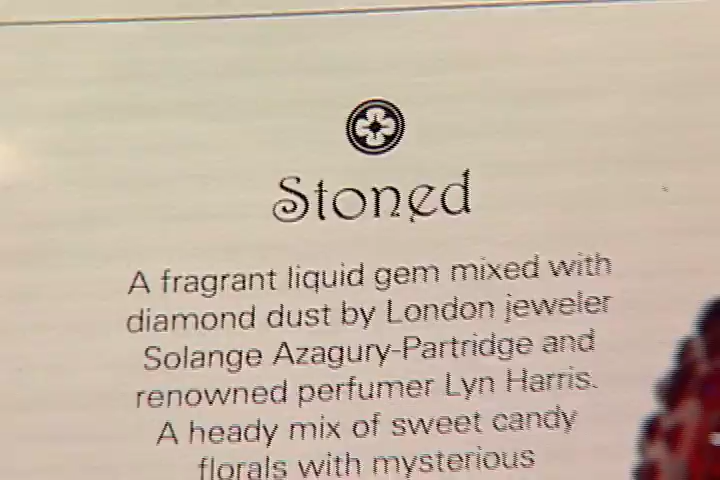 Stoned
A fragrant liquid gem mixed with
diamond dust by London jeweler
Solange Azagury-Partridge and
renowned perfumer Lyn Harris.
A heady mix of sweet candy
florals with mysterious